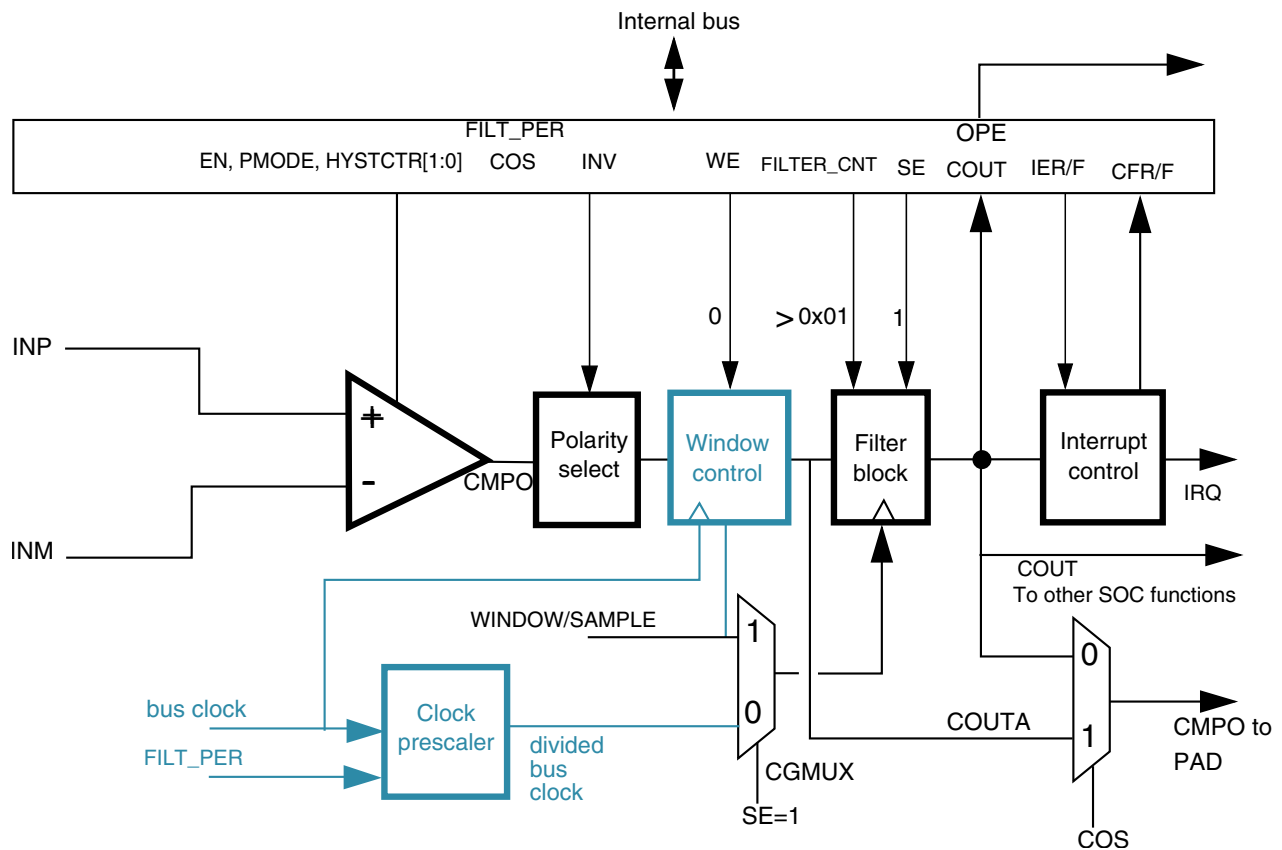 Internal bus
FILT_PER
OPE
EN, PMODE, HYSTCTR[1:0]
COS
INV
WE
FILTER_CNT
SE
COUT
IER/F
CFR/F
0
> 0x01
1
INP
+
-
INM
CMPO
Polarity
select
Window
control
Filter
block
Interrupt
control
IRQ
COUT
To other SOC functions
WINDOW/SAMPLE
1
0
bus clock
FILT_PER
Clock
prescaler
divided
bus
clock
CGMUX
SE=1
0
COUTA
1
CMPO to
PAD
COS